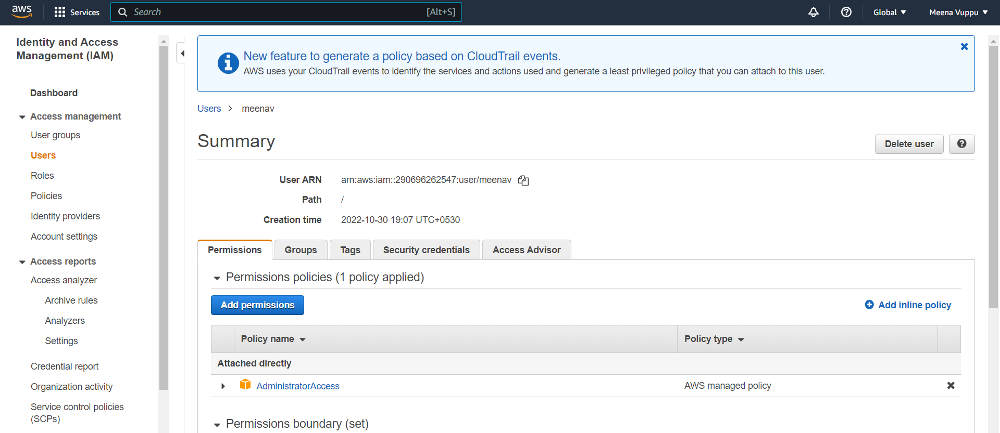 aws
Services
Search
[Alt+S]
Global
Meena Vuppu
Identity and Access
Management (IAM)
Dashboard
Access management
User groups
Users
Roles
Policies
Identity providers
Account settings
Access reports
Access analyzer
Archive rules
Analyzers
Settings
Credential report
Organization activity
Service control policies
(SCPs)
New feature to generate a policy based on CloudTrail events.
AWS uses your CloudTrail events to identify the services and actions used and generate a least privileged policy that you can attach to this user.
Users > meenav
Summary
Delete user
User ARN arn:aws:iam::290696262547:user/meenav
Path /
Creation time 2022-10-30 19:07 UTC+0530
Permissions Groups Tags Security credentials Access Advisor
Permissions policies (1 policy applied)
Add permissions
Add inline policy
Policy name Policy type
Attached directly
AdministratorAccess AWS managed policy
Permissions boundary (set)